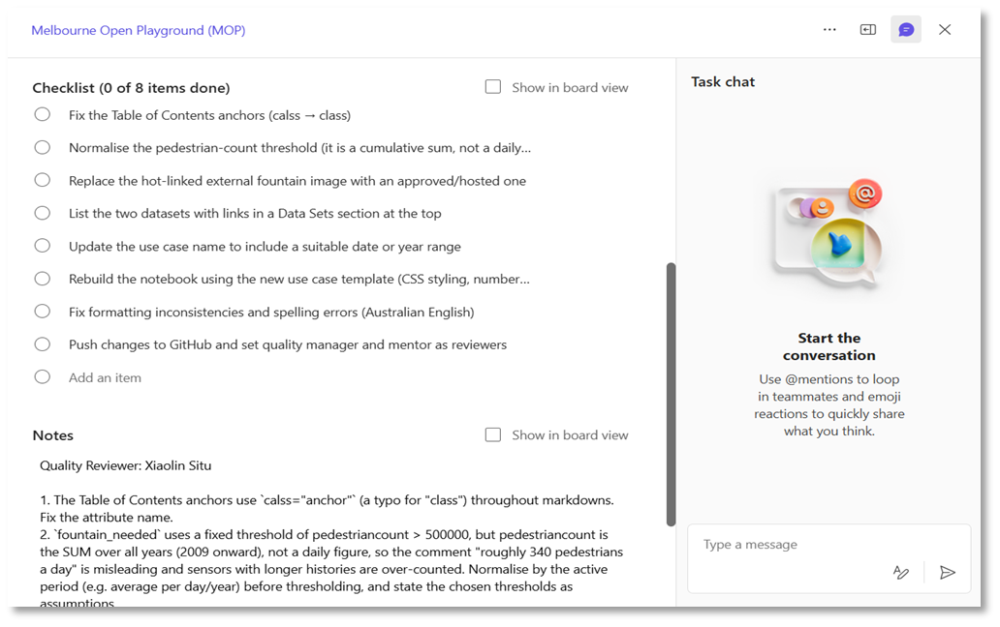 Melbourne Open Playground (MOP)
Checklist (0 of 8 items done)
Show in board view
Fix the Table of Contents anchors (calss → class)
Normalise the pedestrian-count threshold (it is a cumulative sum, not a daily...
Replace the hot-linked external fountain image with an approved/hosted one
List the two datasets with links in a Data Sets section at the top
Update the use case name to include a suitable date or year range
Rebuild the notebook using the new use case template (CSS styling, number...
Fix formatting inconsistencies and spelling errors (Australian English)
Push changes to GitHub and set quality manager and mentor as reviewers
Add an item
Notes
Show in board view
Quality Reviewer: Xiaolin Situ
1. The Table of Contents anchors use `calss="anchor"` (a typo for "class") throughout markdowns.
Fix the attribute name.
2. `fountain_needed` uses a fixed threshold of pedestriancount > 500000, but pedestriancount is
the SUM over all years (2009 onward), not a daily figure, so the comment "roughly 340 pedestrians
a day" is misleading and sensors with longer histories are over-counted. Normalise by the active
period (e.g. average per day/year) before thresholding, and state the chosen thresholds as
assumptions.
Task chat
@
Start the
conversation
Use @mentions to loop
in teammates and emoji
reactions to quickly share
what you think.
Type a message